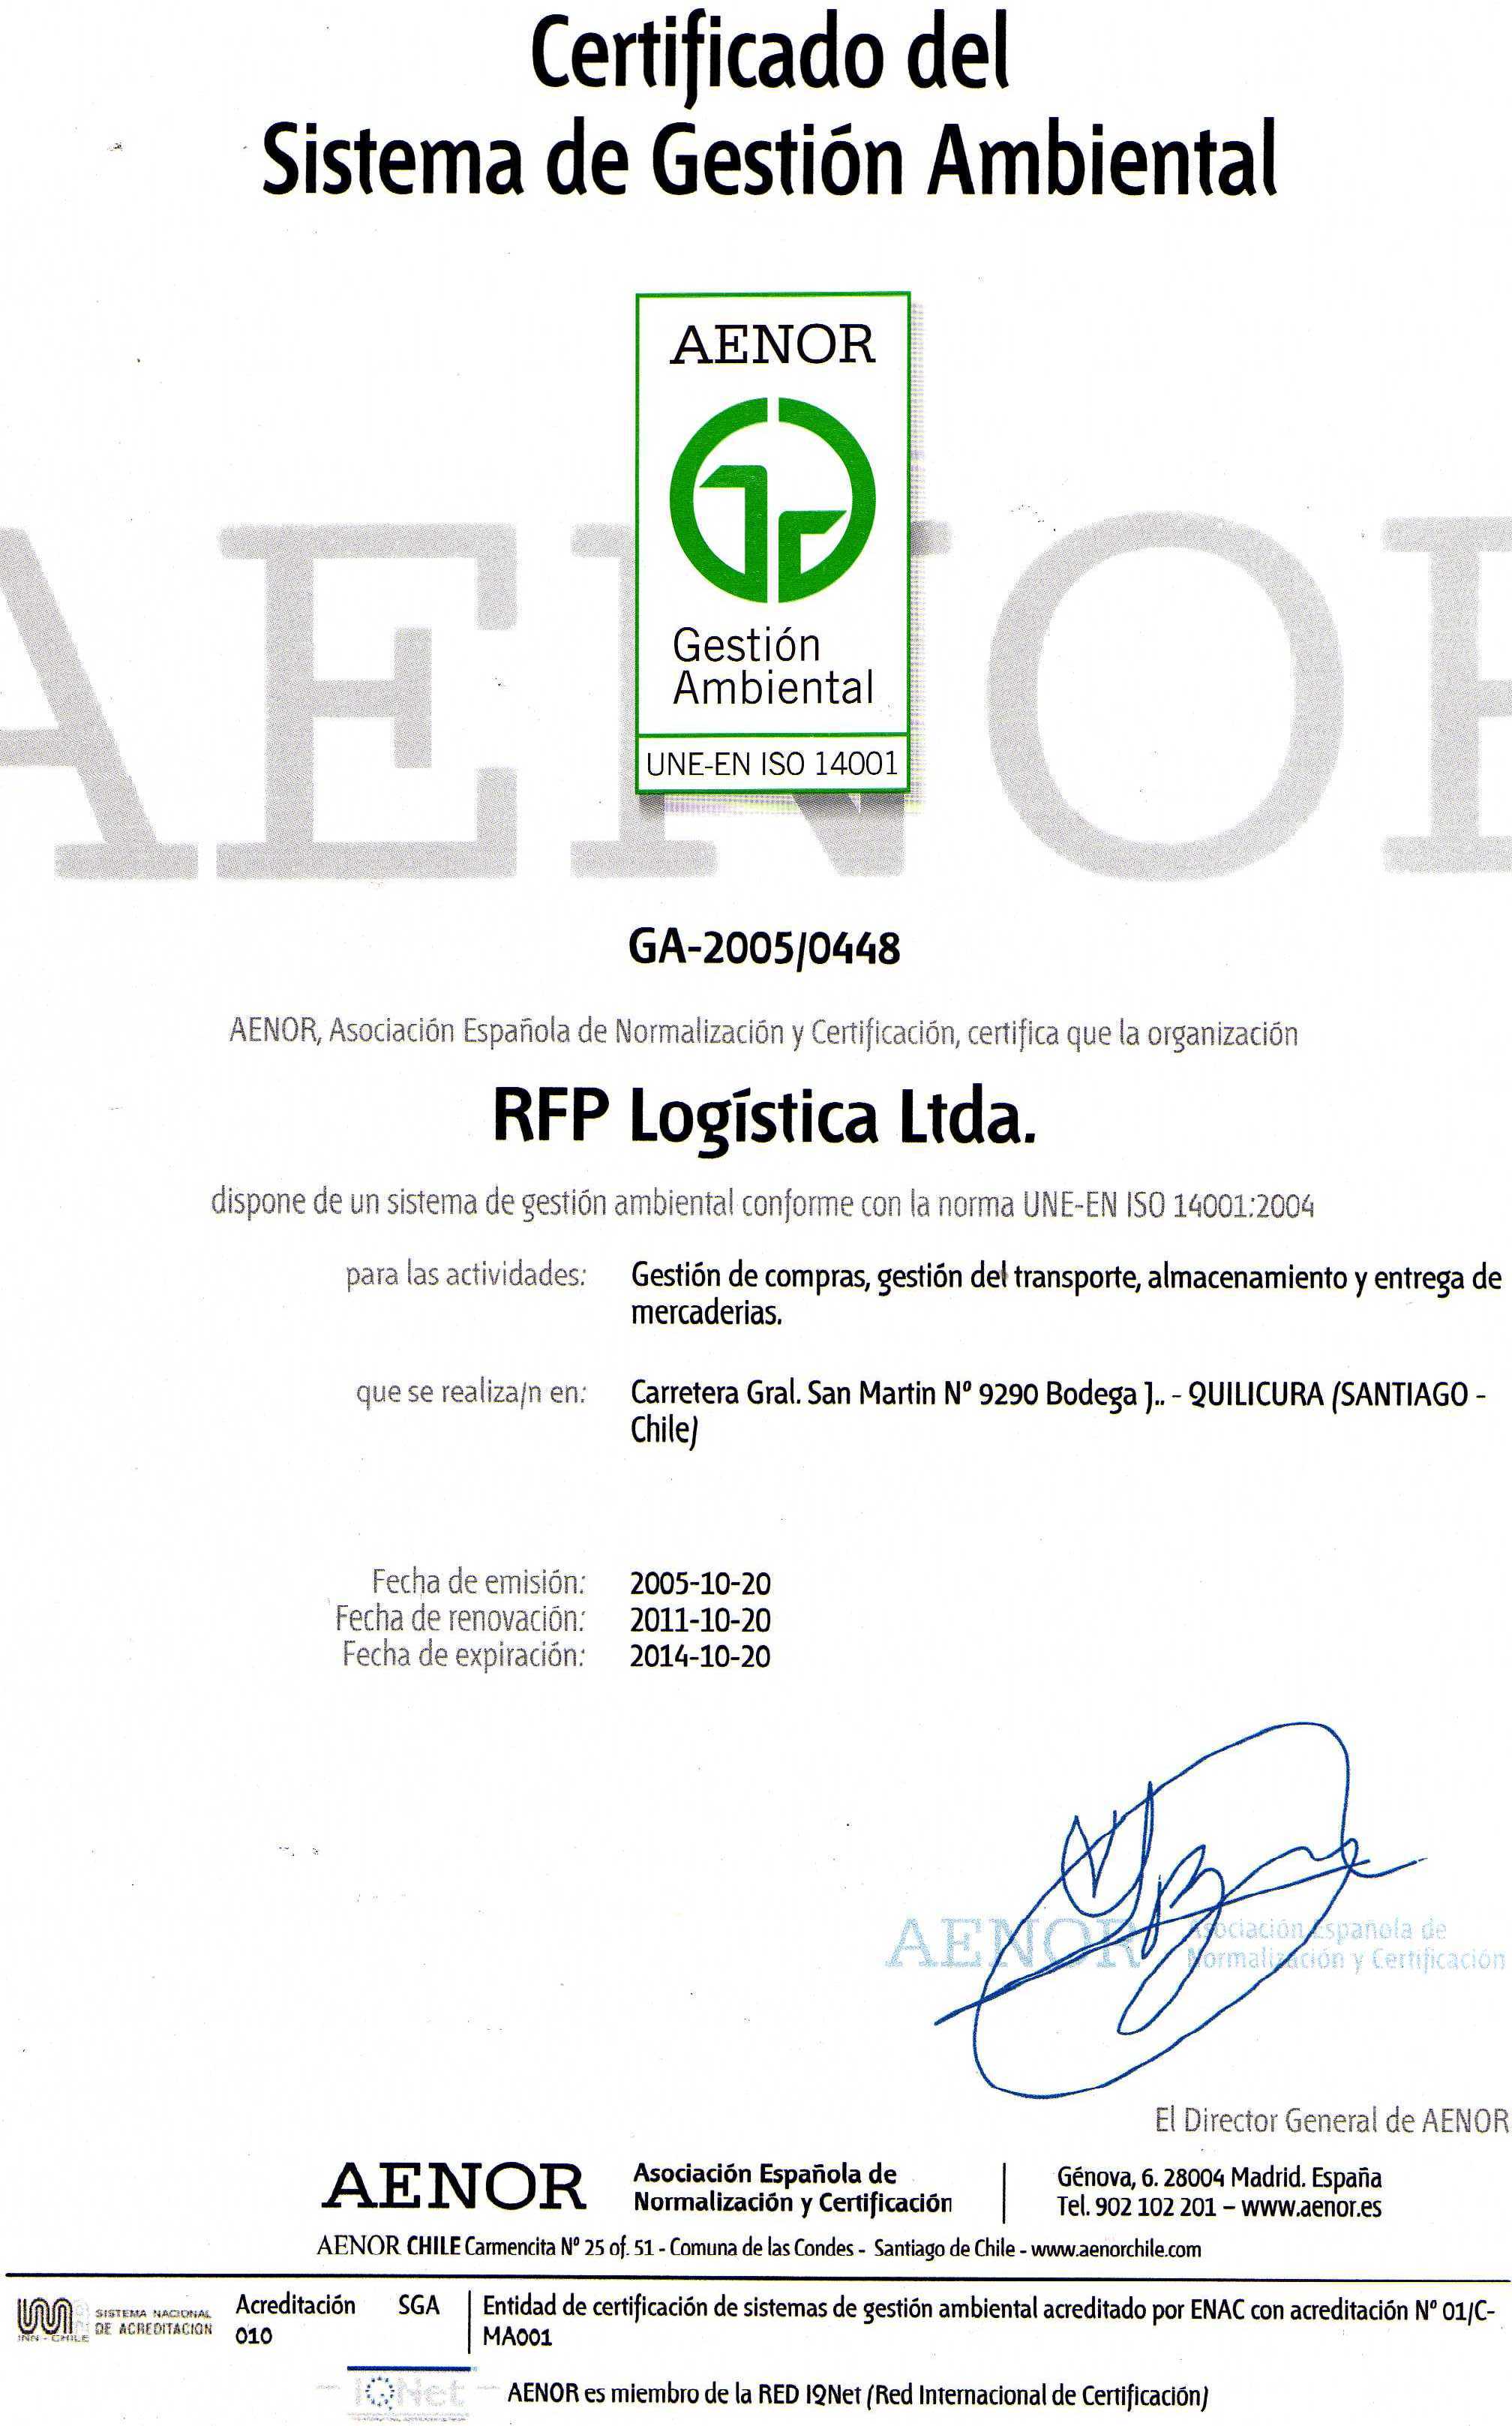 Certificado del
Sistema de Gestión Ambiental
AENOR
Gestión
Ambiental
UNE-EN ISO 14001
AENOR
GA-2005/0448
AENOR, Asociación Española de Normalización y Certificación, certifica que la organización
RFP Logística Ltda.
dispone de un sistema de gestión ambiental conforme con la norma UNE-EN ISO 14001:2004
para las actividades: Gestión de compras, gestión del transporte, almacenamiento y entrega de
mercaderias.
que se realiza/n en: Carretera Gral. San Martin Nº 9290 Bodega J.. - QUILICURA (SANTIAGO -
Chile)
Fecha de emisión: 2005-10-20
Fecha de renovación: 2011-10-20
Fecha de expiración: 2014-10-20
AENOR Asociación Española de
Normalización y Certificación
El Director General de AENOR
AENOR Asociación Española de
Normalización y Certificación
Génova, 6. 28004 Madrid. España
Tel. 902 102 201 – www.aenor.es
AENOR CHILE Carmencita Nº 25 of. 51 - Comuna de las Condes - Santiago de Chile - www.aenorchile.com
INN - CHILE
SISTEMA NACIONAL
DE ACREDITACION
Acreditación SGA
010
Entidad de certificación de sistemas de gestión ambiental acreditado por ENAC con acreditación Nº 01/C-
MA001
IQNet
AENOR es miembro de la RED IQNet (Red Internacional de Certificación)